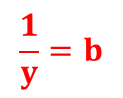 1/y = b